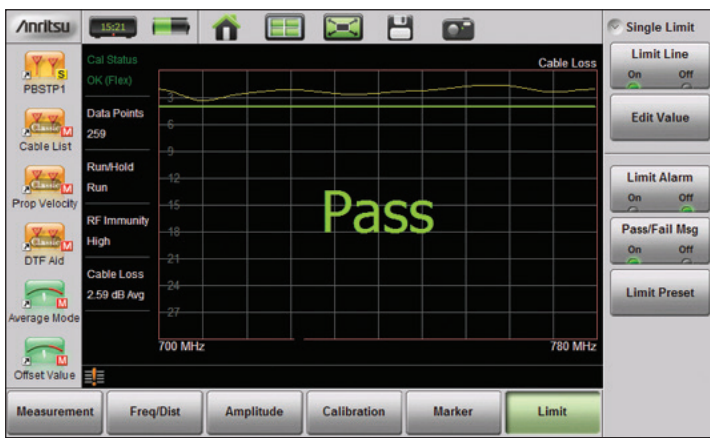 Anritsu
15:21
Single Limit
PBSTP1
S
Classic M
Cable List
Classic M
Prop Velocity
Classic M
DTF Aid
M
Average Mode
M
Offset Value
Cal Status
OK (Flex)
Data Points
259
Run/Hold
Run
RF Immunity
High
Cable Loss
2.59 dB Avg
Cable Loss
3
6
9
12
15
18
21
24
27
Pass
700 MHz
780 MHz
Limit Line
On Off
Edit Value
Limit Alarm
On Off
Pass/Fail Msg
On Off
Limit Preset
Measurement
Freq/Dist
Amplitude
Calibration
Marker
Limit